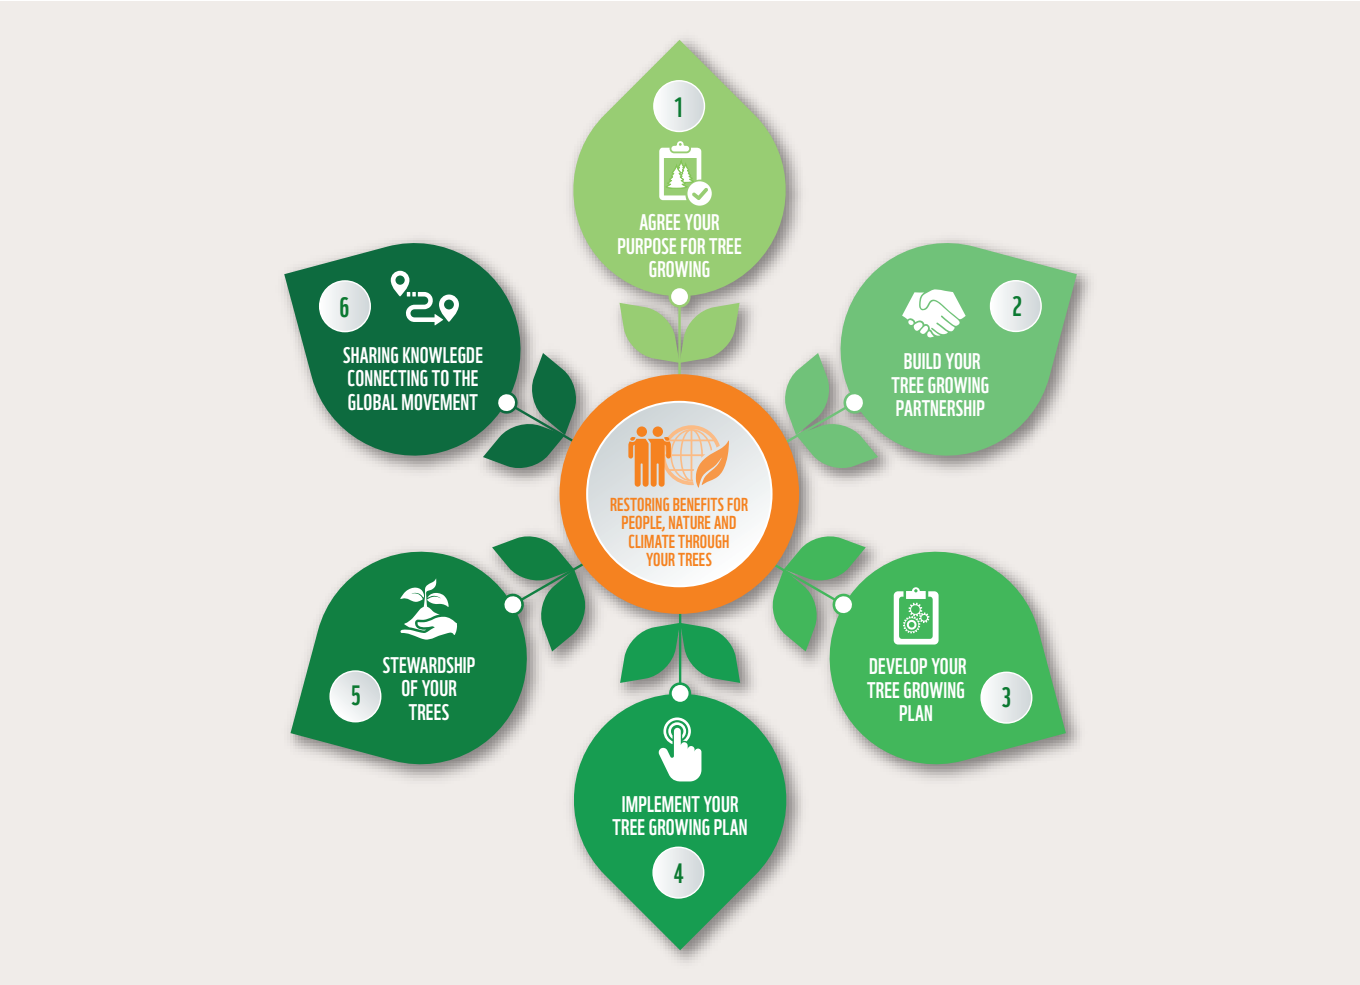 1
AGREE YOUR
PURPOSE FOR TREE
GROWING
2
BUILD YOUR
TREE GROWING
PARTNERSHIP
3
DEVELOP YOUR
TREE GROWING
PLAN
4
IMPLEMENT YOUR
TREE GROWING PLAN
5
STEWARDSHIP
OF YOUR
TREES
6
SHARING KNOWLEGDE
CONNECTING TO THE
GLOBAL MOVEMENT
RESTORING BENEFITS FOR
PEOPLE, NATURE AND
CLIMATE THROUGH
YOUR TREES